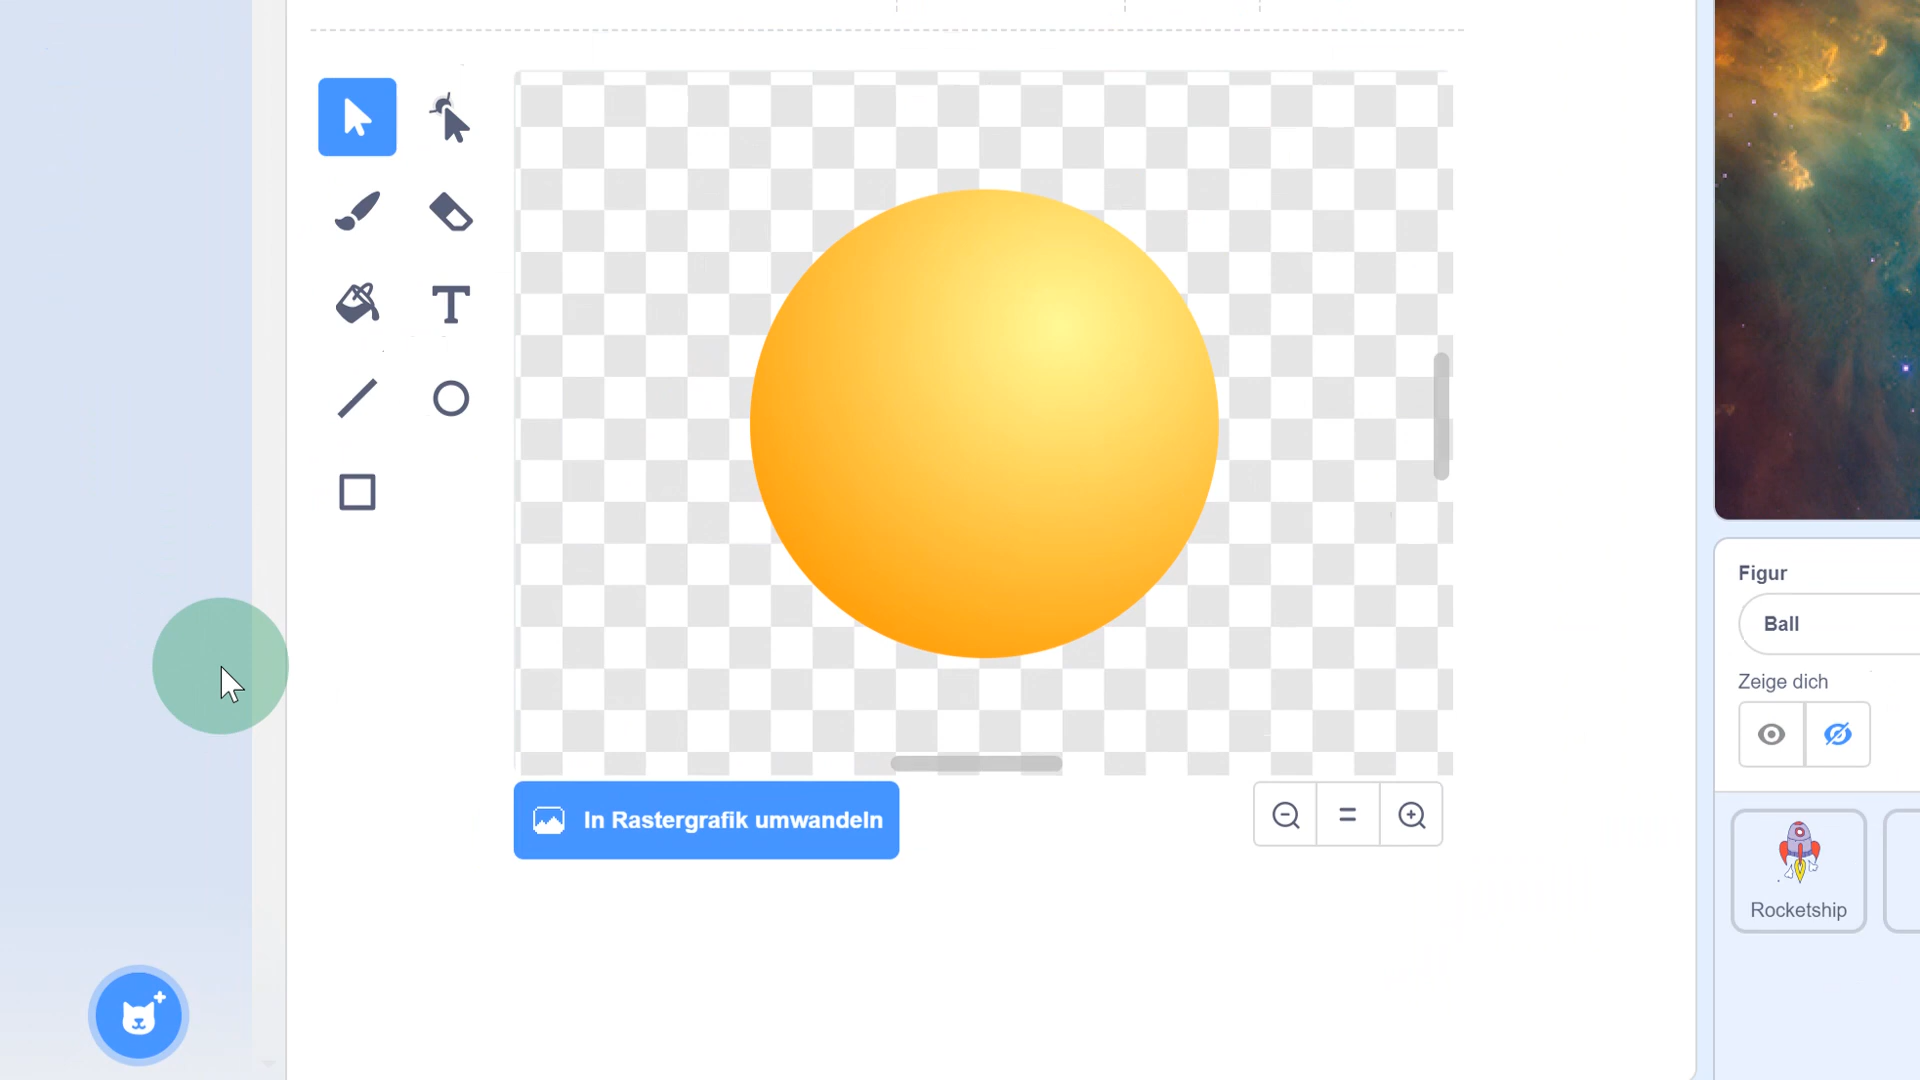 Figur
Ball
Zeige dich
In Rastergrafik umwandeln
Rocketship